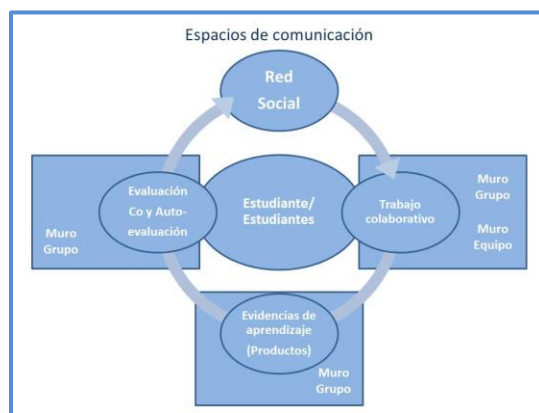 Espacios de comunicación
Red
Social
Evaluación
Co y Auto-
evaluación
Muro
Grupo
Estudiante/
Estudiantes
Trabajo
colaborativo
Muro
Grupo
Muro
Equipo
Evidencias de
aprendizaje
(Productos)
Muro
Grupo